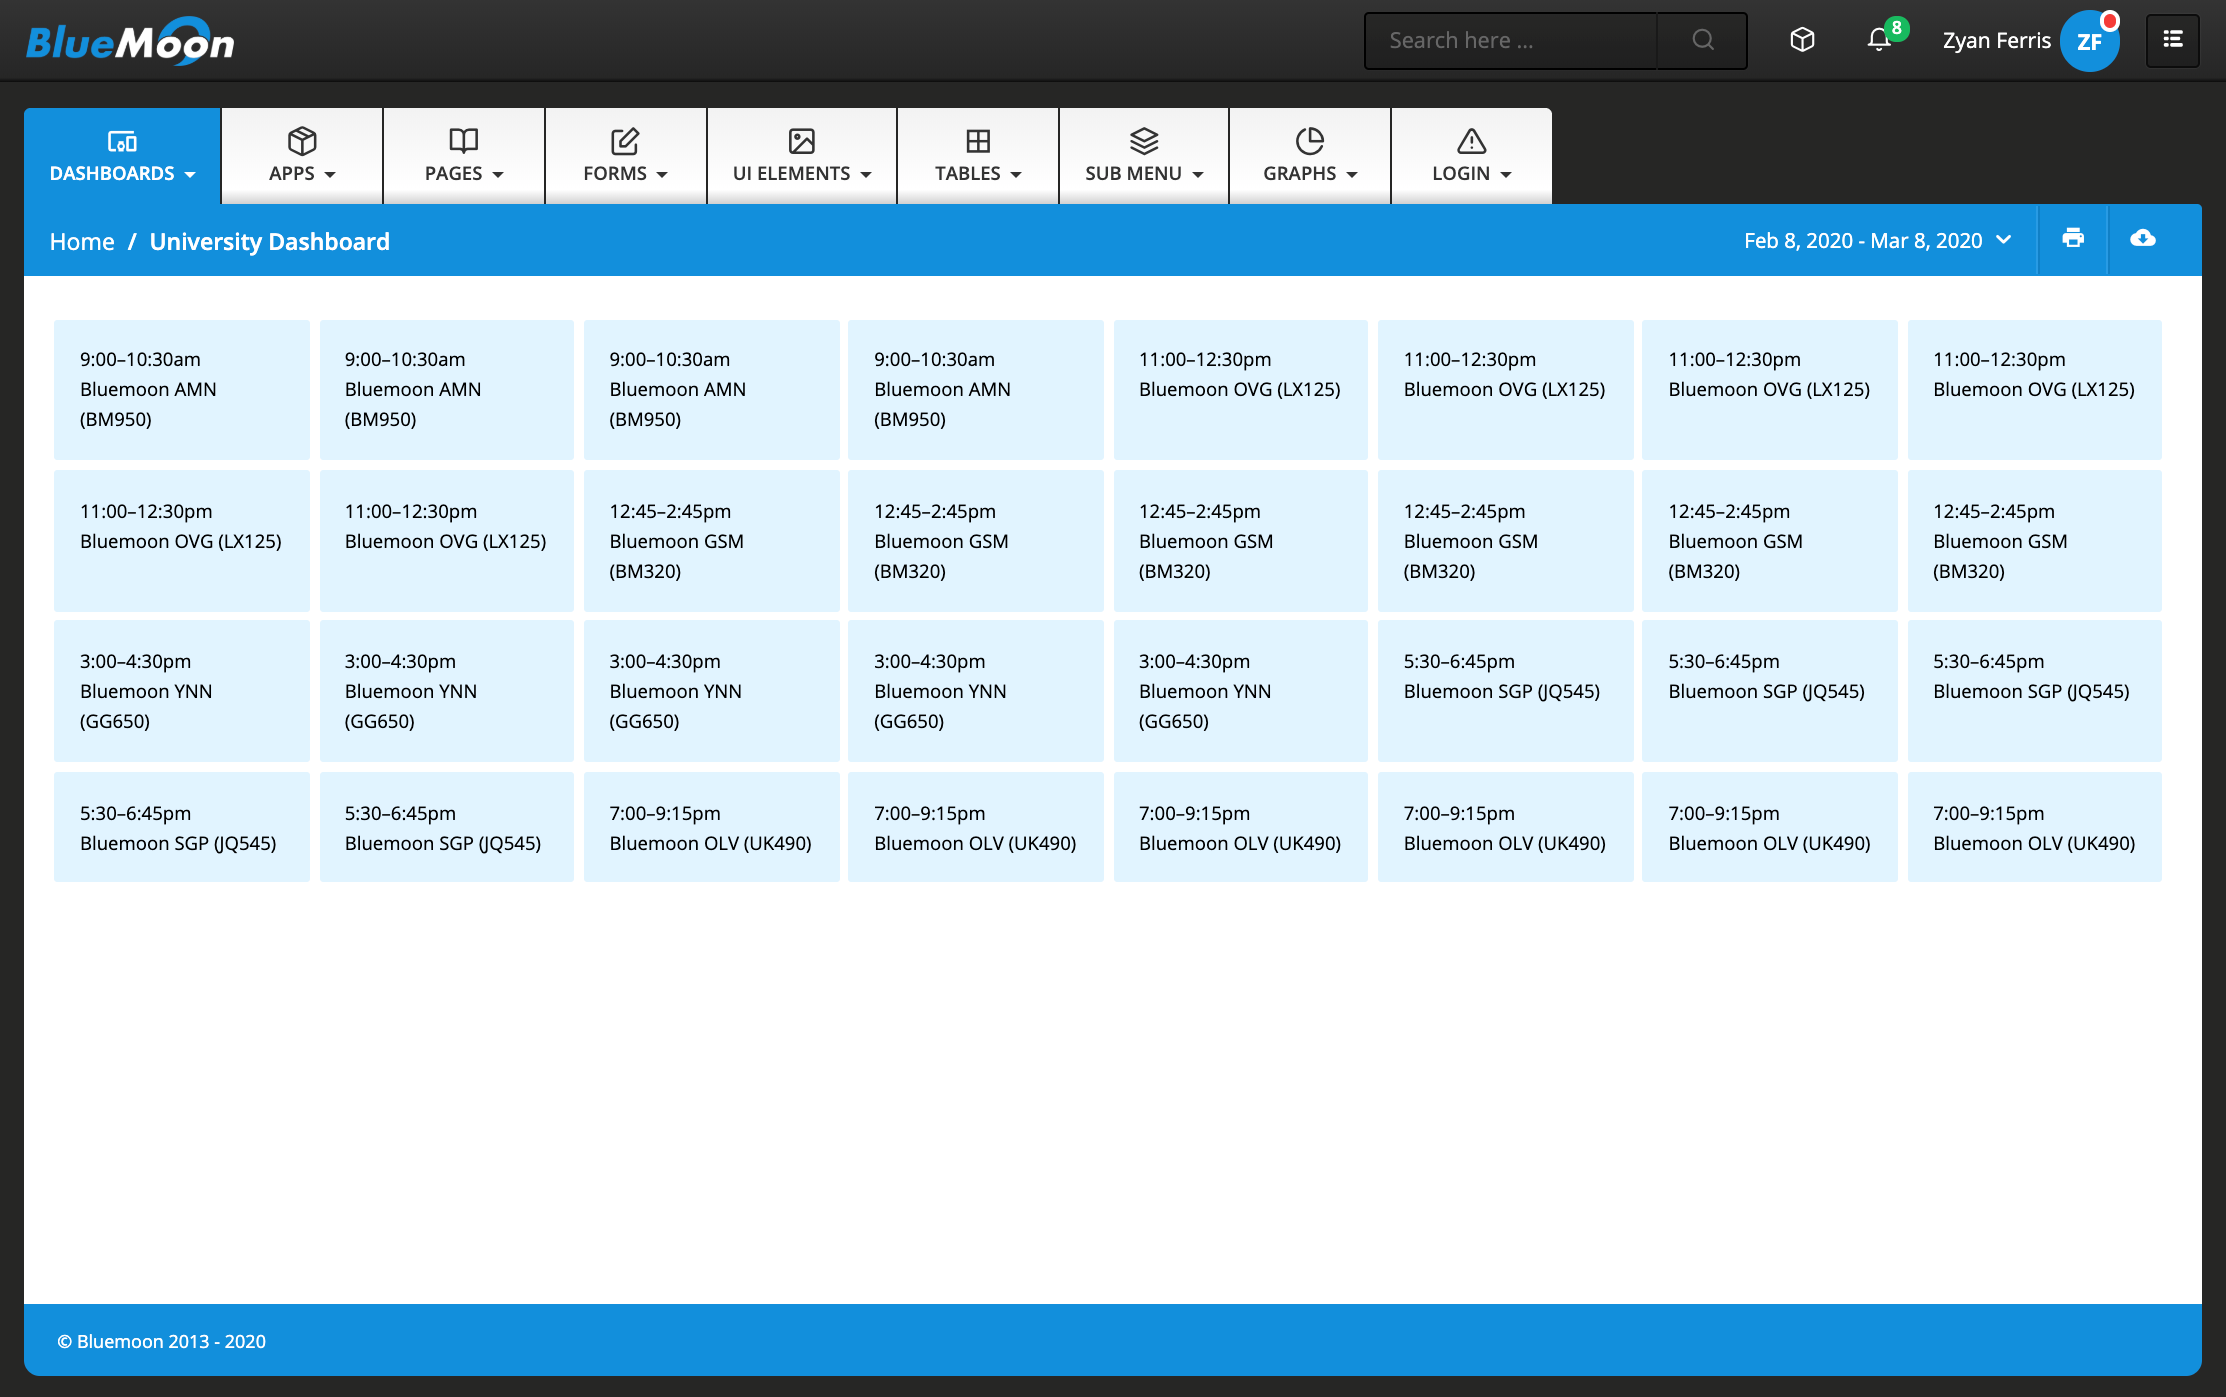 BlueMoon
Search here ...
8
Zyan Ferris
ZF
DASHBOARDS
APPS
PAGES
FORMS
UI ELEMENTS
TABLES
SUB MENU
GRAPHS
LOGIN
Home / University Dashboard
Feb 8, 2020 - Mar 8, 2020
9:00–10:30am
Bluemoon AMN
(BM950)
9:00–10:30am
Bluemoon AMN
(BM950)
9:00–10:30am
Bluemoon AMN
(BM950)
9:00–10:30am
Bluemoon AMN
(BM950)
11:00–12:30pm
Bluemoon OVG (LX125)
11:00–12:30pm
Bluemoon OVG (LX125)
11:00–12:30pm
Bluemoon OVG (LX125)
11:00–12:30pm
Bluemoon OVG (LX125)
11:00–12:30pm
Bluemoon OVG (LX125)
11:00–12:30pm
Bluemoon OVG (LX125)
12:45–2:45pm
Bluemoon GSM
(BM320)
12:45–2:45pm
Bluemoon GSM
(BM320)
12:45–2:45pm
Bluemoon GSM
(BM320)
12:45–2:45pm
Bluemoon GSM
(BM320)
12:45–2:45pm
Bluemoon GSM
(BM320)
12:45–2:45pm
Bluemoon GSM
(BM320)
3:00–4:30pm
Bluemoon YNN
(GG650)
3:00–4:30pm
Bluemoon YNN
(GG650)
3:00–4:30pm
Bluemoon YNN
(GG650)
3:00–4:30pm
Bluemoon YNN
(GG650)
3:00–4:30pm
Bluemoon YNN
(GG650)
5:30–6:45pm
Bluemoon SGP (JQ545)
5:30–6:45pm
Bluemoon SGP (JQ545)
5:30–6:45pm
Bluemoon SGP (JQ545)
5:30–6:45pm
Bluemoon SGP (JQ545)
5:30–6:45pm
Bluemoon SGP (JQ545)
7:00–9:15pm
Bluemoon OLV (UK490)
7:00–9:15pm
Bluemoon OLV (UK490)
7:00–9:15pm
Bluemoon OLV (UK490)
7:00–9:15pm
Bluemoon OLV (UK490)
7:00–9:15pm
Bluemoon OLV (UK490)
7:00–9:15pm
Bluemoon OLV (UK490)
© Bluemoon 2013 - 2020